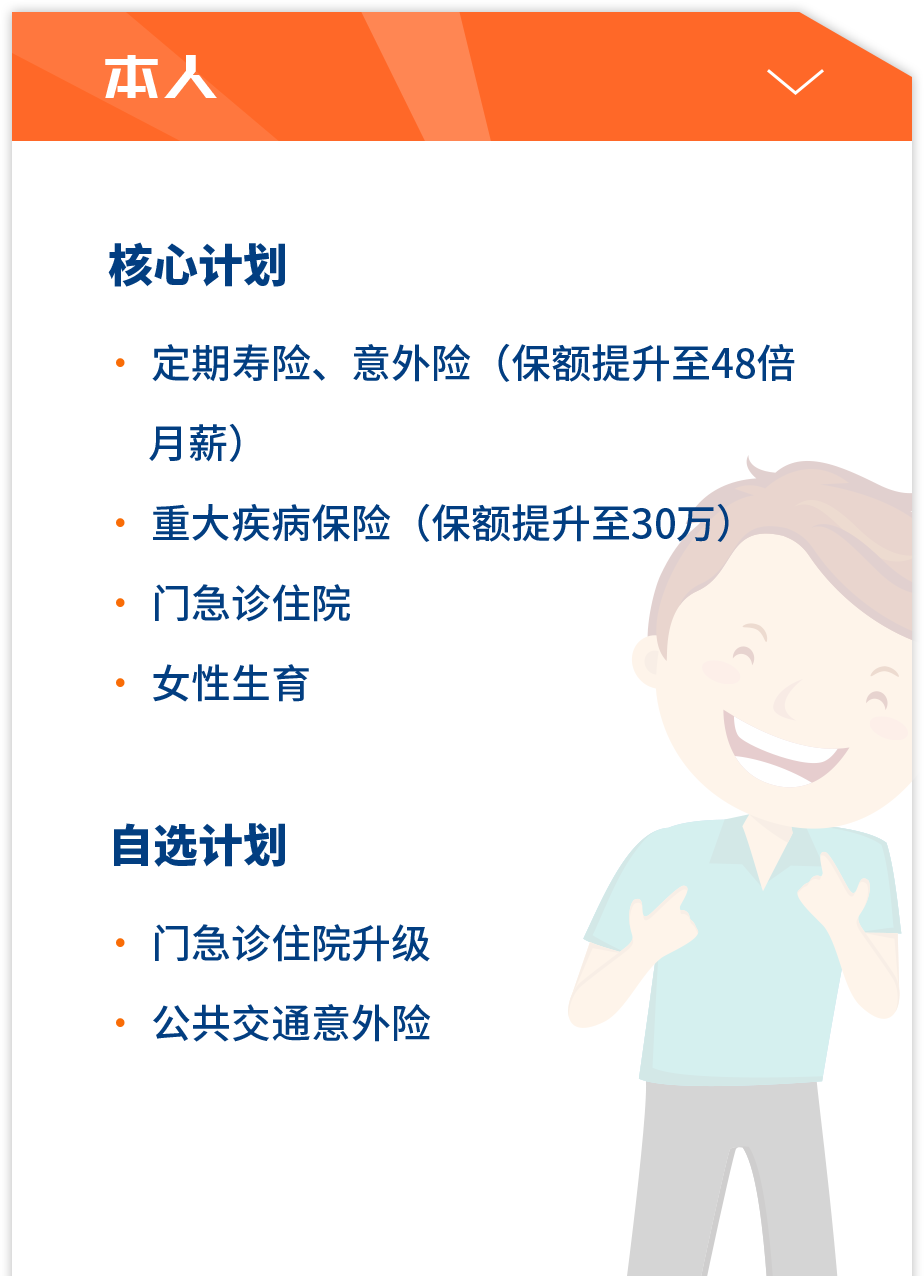 本人
核心计划
• 定期寿险、意外险（保额提升至48倍
月薪）
• 重大疾病保险（保额提升至30万）
• 门急诊住院
• 女性生育
自选计划
• 门急诊住院升级
• 公共交通意外险